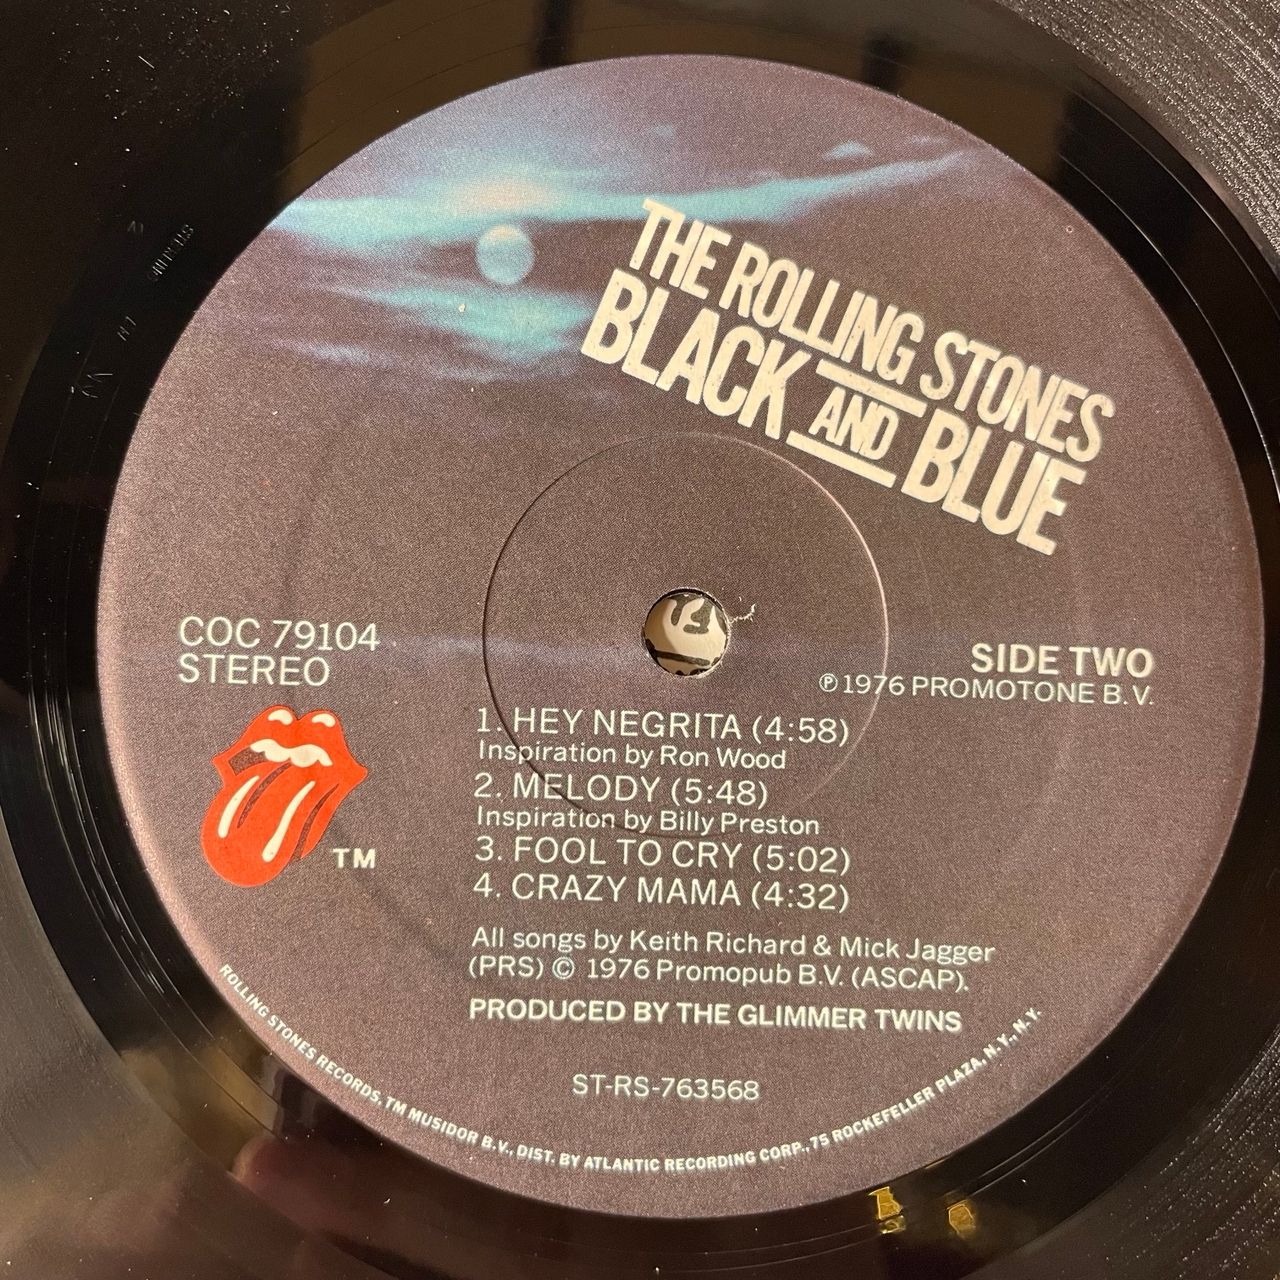 THE ROLLING STONES
BLACK AND BLUE
COC 79104
STEREO
SIDE TWO
℗ 1976 PROMOTONE B.V.
1. HEY NEGRITA (4:58)
Inspiration by Ron Wood
2. MELODY (5:48)
Inspiration by Billy Preston
3. FOOL TO CRY (5:02)
4. CRAZY MAMA (4:32)
TM
All songs by Keith Richard & Mick Jagger
(PRS) © 1976 Promopub B.V. (ASCAP).
PRODUCED BY THE GLIMMER TWINS
ST-RS-763568
ROLLING STONES RECORDS, TM MUSIDOR B.V., DIST. BY ATLANTIC RECORDING CORP., 75 ROCKEFELLER PLAZA, N.Y., N.Y.